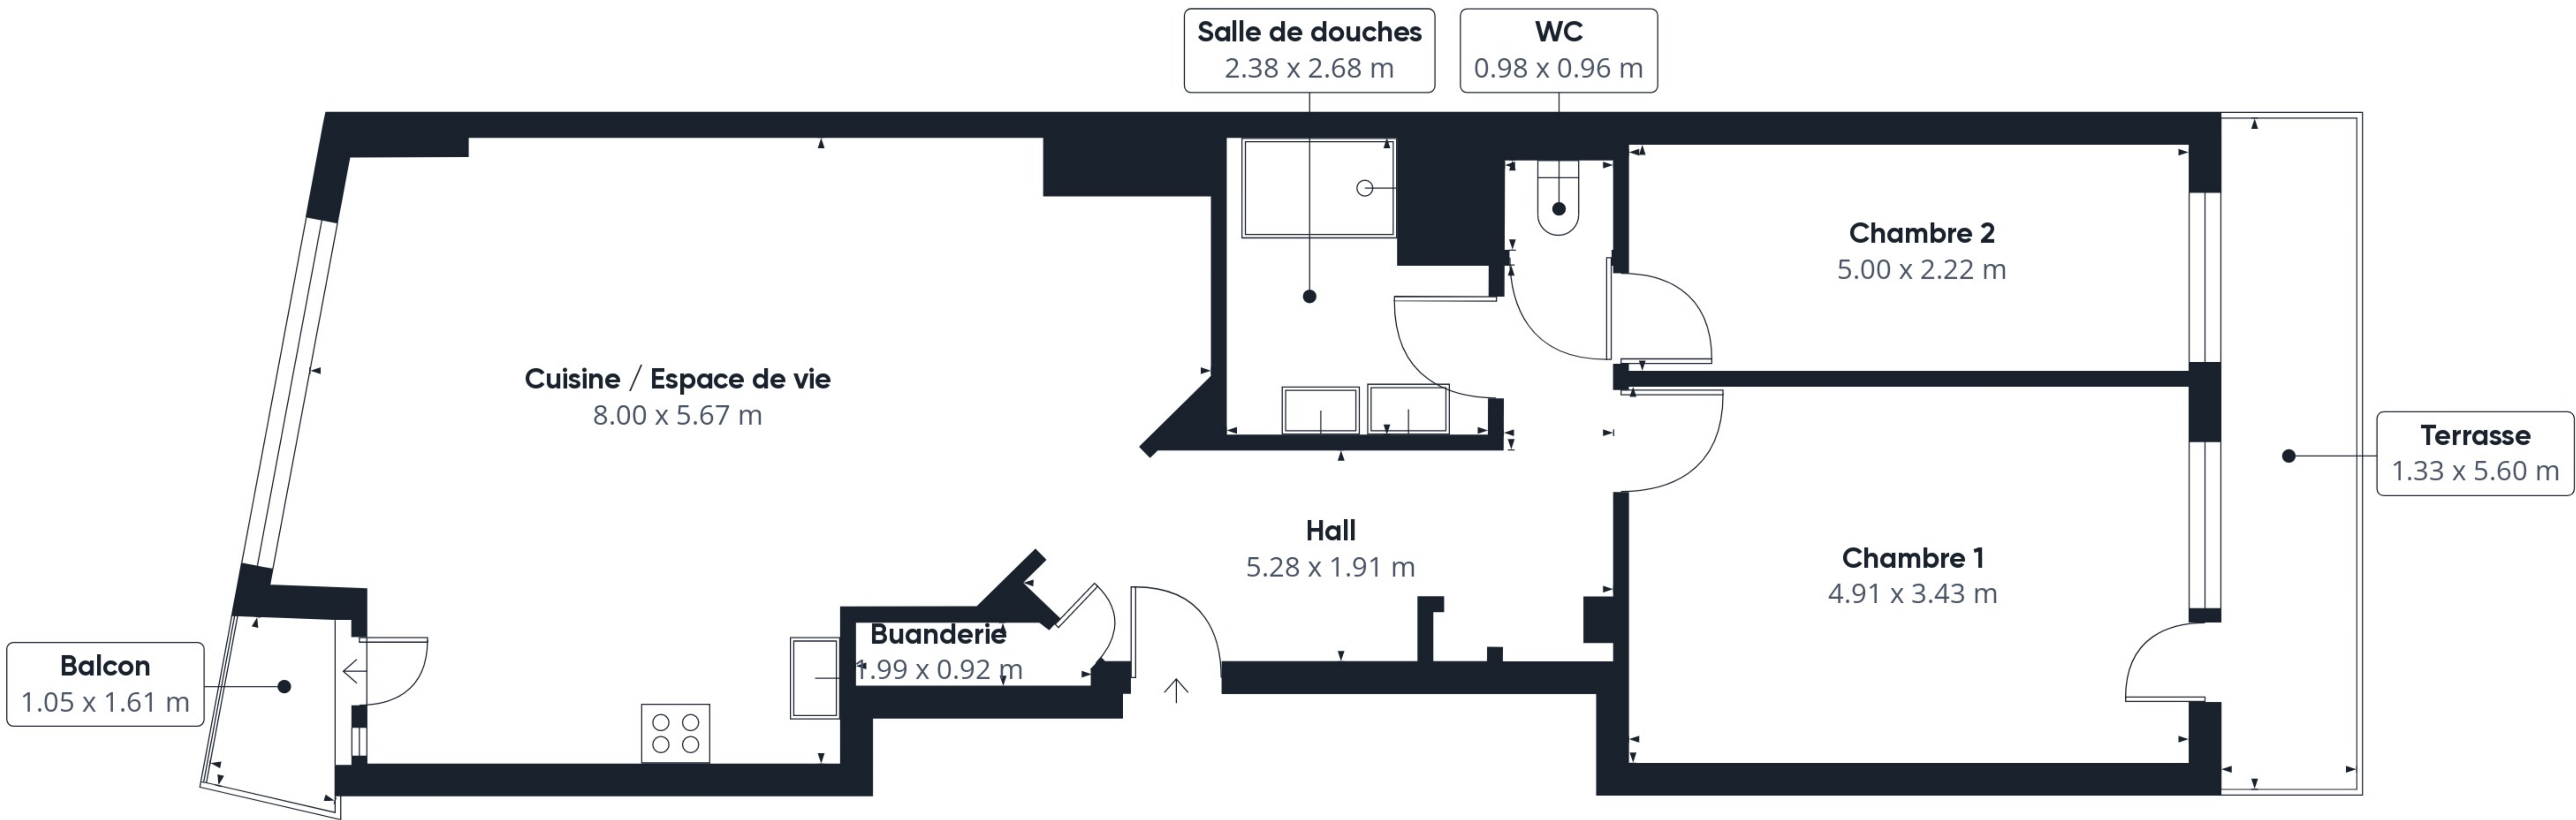 Salle de douches
2.38 x 2.68 m
WC
0.98 x 0.96 m
Chambre 2
5.00 x 2.22 m
Cuisine / Espace de vie
8.00 x 5.67 m
Terrasse
1.33 x 5.60 m
Hall
5.28 x 1.91 m
Chambre 1
4.91 x 3.43 m
Buanderie
1.99 x 0.92 m
Balcon
1.05 x 1.61 m